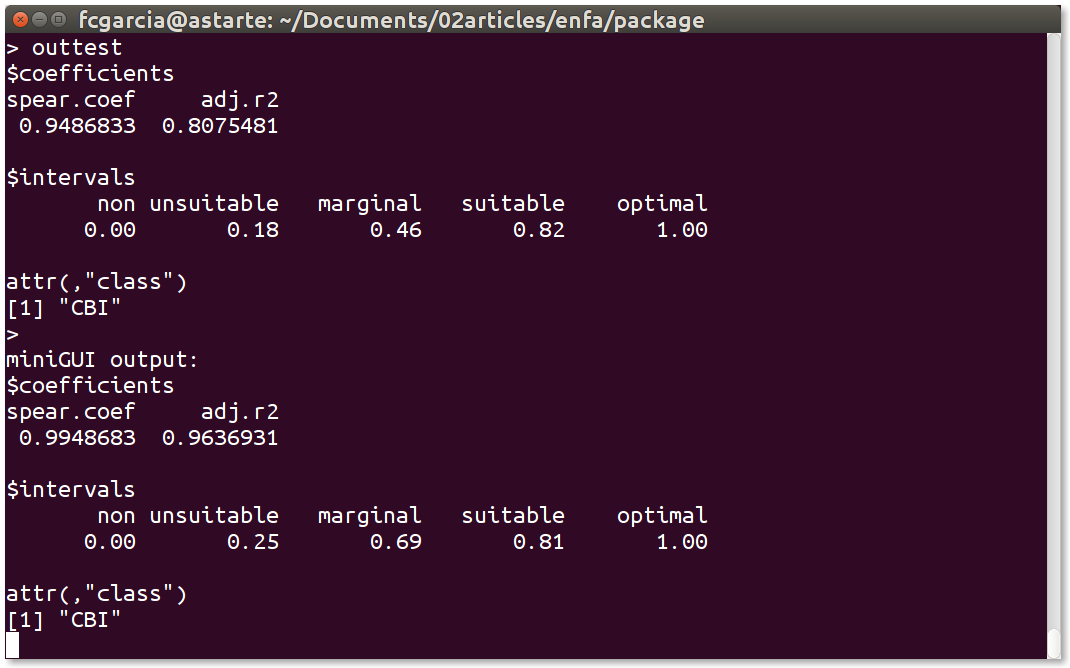 fcgarcia@astarte: ~/Documents/02articles/enfa/package
> outtest
$coefficients
spear.coef     adj.r2
 0.9486833  0.8075481
$intervals
       non unsuitable   marginal   suitable    optimal
      0.00       0.18       0.46       0.82       1.00
attr(,"class")
[1] "CBI"
>
miniGUI output:
$coefficients
spear.coef     adj.r2
 0.9948683  0.9636931
$intervals
       non unsuitable   marginal   suitable    optimal
      0.00       0.25       0.69       0.81       1.00
attr(,"class")
[1] "CBI"